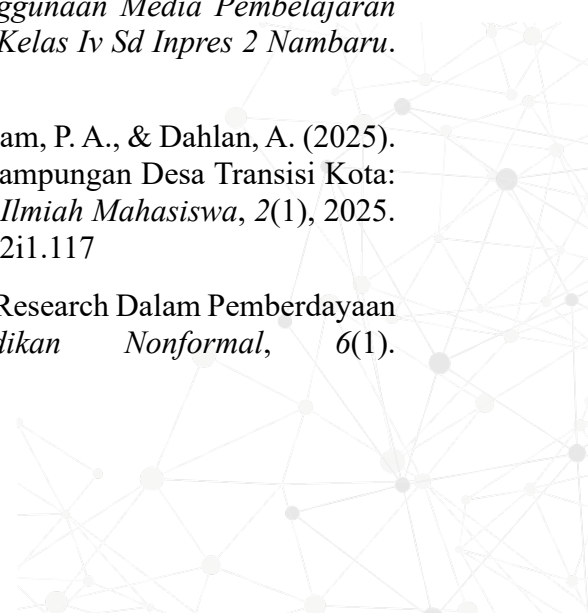 ggunaan Media Pembelajaran
Kelas Iv Sd Inpres 2 Nambaru.
am, P. A., & Dahlan, A. (2025).
ampungan Desa Transisi Kota:
Ilmiah Mahasiswa, 2(1), 2025.
2i1.117
Research Dalam Pemberdayaan
dikan Nonformal, 6(1).